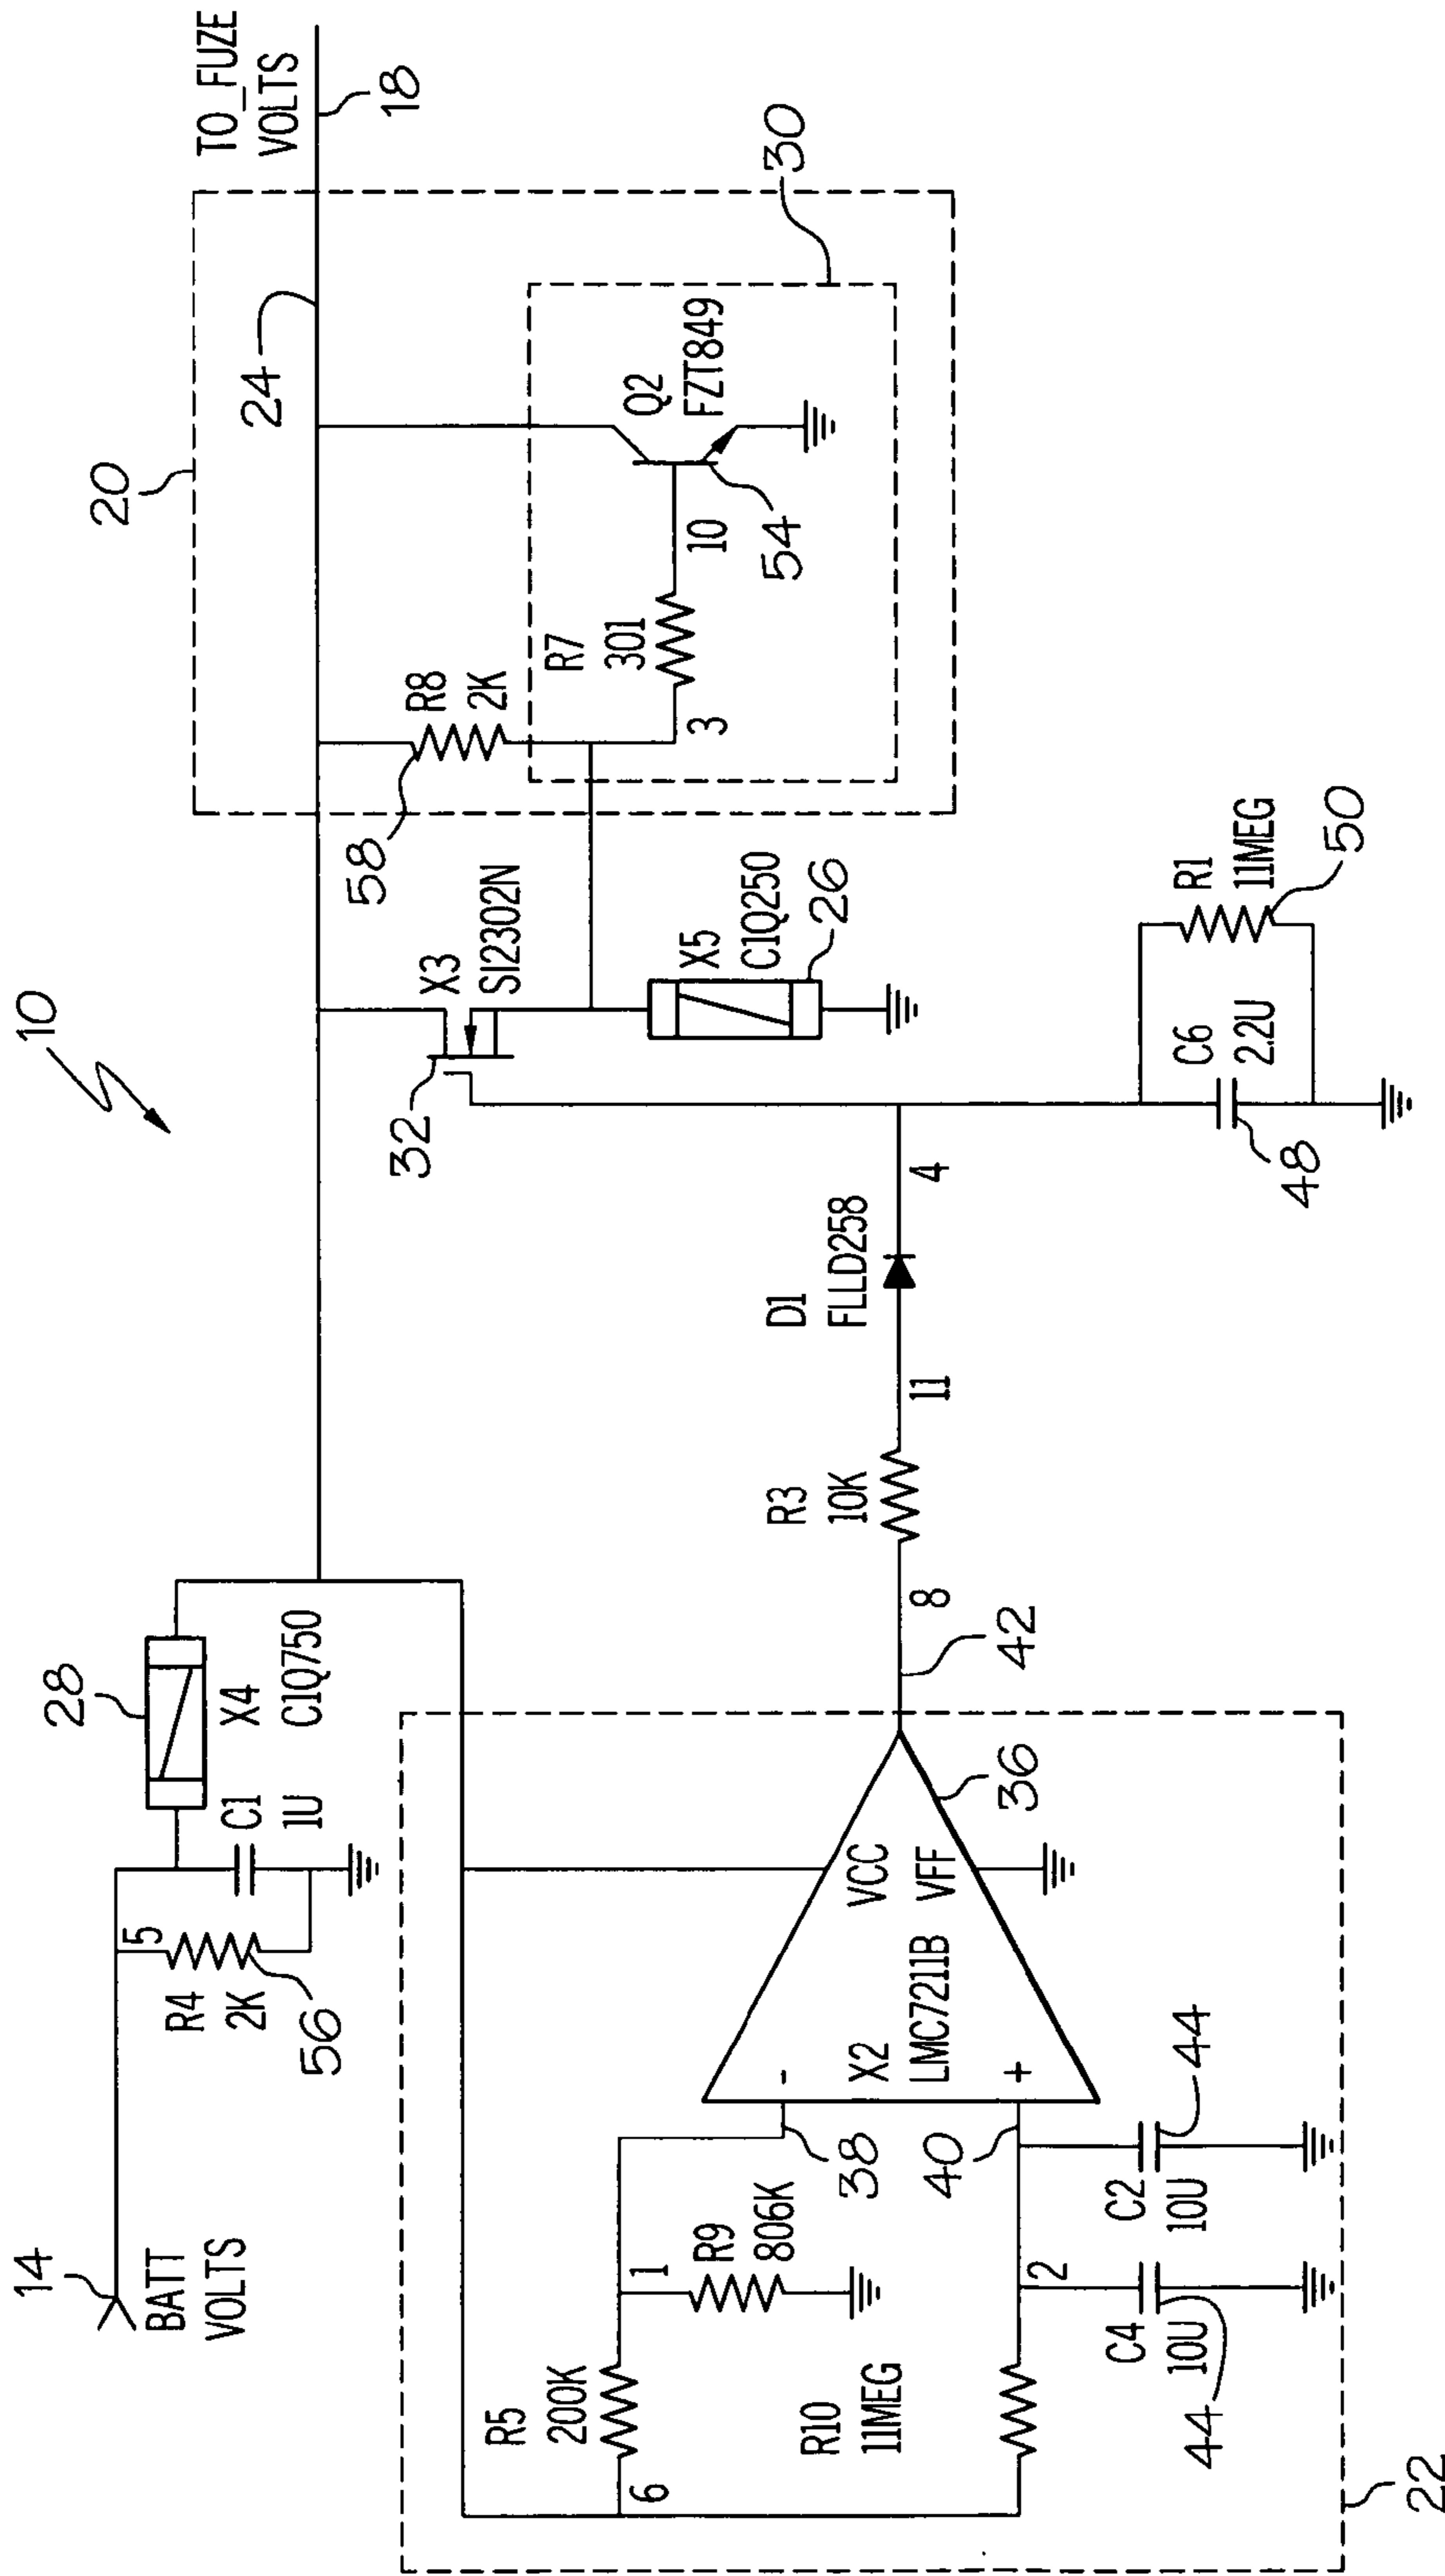 10
14
BATT
VOLTS
5
R4
2K
56
C1
1U
28
X4
C1Q750
20
24
TO_FUZE
VOLTS
18
58
R8
2K
R7
301
3
10
Q2
FZT849
54
30
32
X3
SI2302N
X5
C1Q250
26
22
R5
200K
6
1
R9
806K
R10
11MEG
2
C4
10U
44
C2
10U
44
38
40
-
+
X2
LMC7211B
VCC
VFF
36
42
8
R3
10K
11
D1
FLLD258
4
C6
2.2U
48
R1
11MEG
50